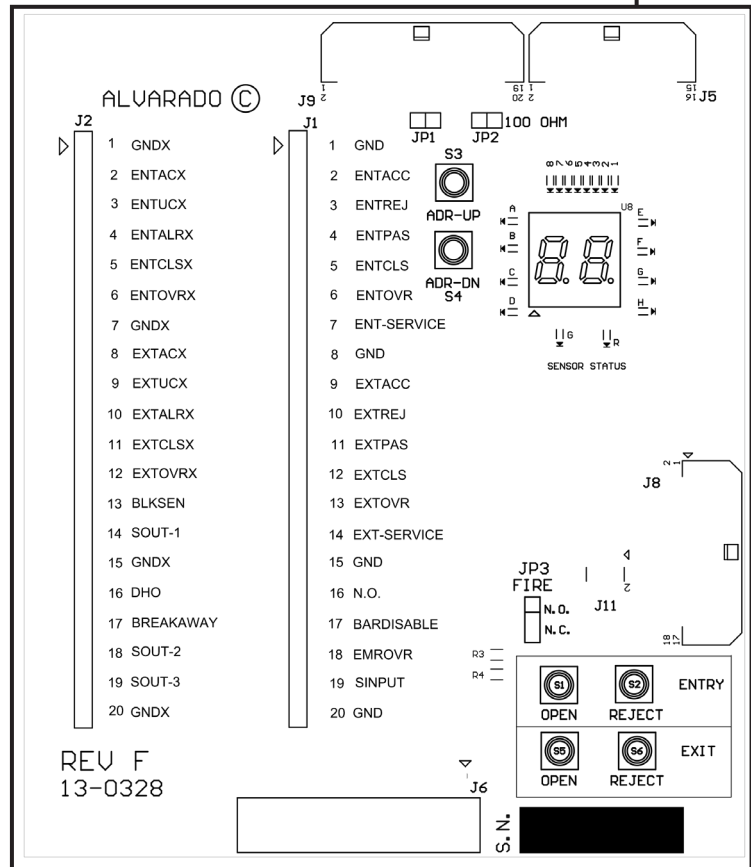 ALVARADO ©
J9
1
2
19
20
1
2
15
16
J5
JP1
JP2
100 OHM
J2
1 GNDX
2 ENTACX
3 ENTUCX
4 ENTALRX
5 ENTCLSX
6 ENTOVRX
7 GNDX
8 EXTACX
9 EXTUCX
10 EXTALRX
11 EXTCLSX
12 EXTOVRX
13 BLKSEN
14 SOUT-1
15 GNDX
16 DHO
17 BREAKAWAY
18 SOUT-2
19 SOUT-3
20 GNDX
J1
1 GND
2 ENTACC
3 ENTREJ
4 ENTPAS
5 ENTCLS
6 ENTOVR
7 ENT-SERVICE
8 GND
9 EXTACC
10 EXTREJ
11 EXTPAS
12 EXTCLS
13 EXTOVR
14 EXT-SERVICE
15 GND
16 N.O.
17 BARDISABLE
18 EMROVR
19 SINPUT
20 GND
S3
ADR-UP
ADR-DN
S4
8 7 6 5 4 3 2 1
U8
A
B
C
D
E
F
G
H
8.8.
G
R
SENSOR STATUS
2 1
J8
18
17
JP3
FIRE
N.O.
N.C.
2
J11
R3
R4
S1
OPEN
S2
REJECT
ENTRY
S5
OPEN
S6
REJECT
EXIT
REV F
13-0328
J6
S.N.